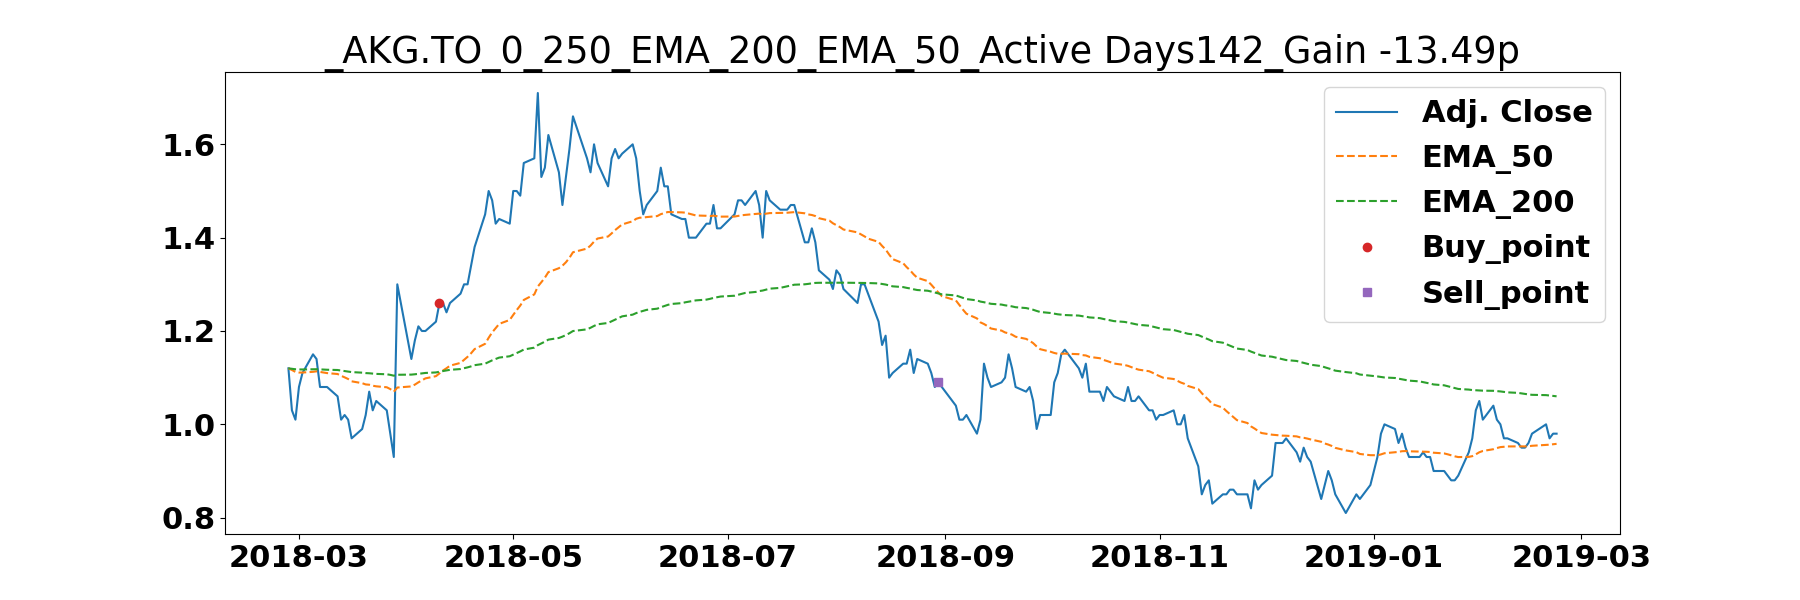 _AKG.TO_0_250_EMA_200_EMA_50_Active Days142_Gain -13.49p
Adj. Close
EMA_50
EMA_200
Buy_point
Sell_point
1.6
1.4
1.2
1.0
0.8
2018-03 2018-05 2018-07 2018-09 2018-11 2019-01 2019-03